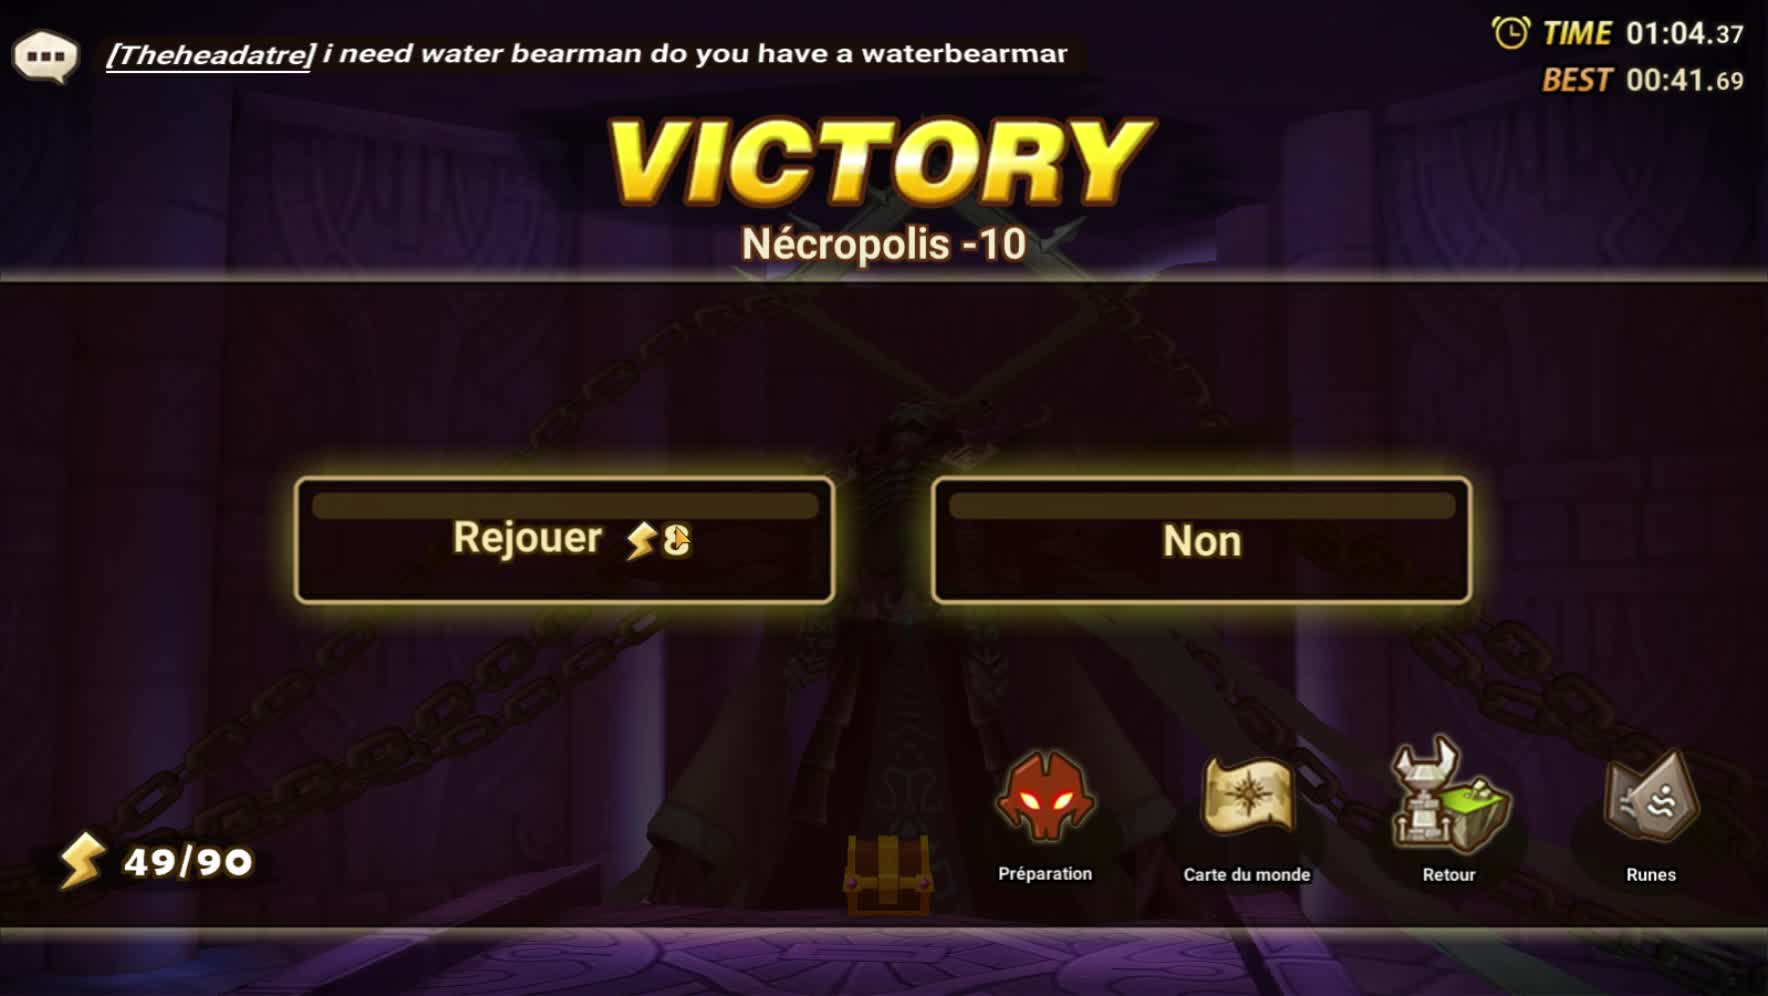 [Theheadatre] i need water bearman do you have a waterbearmar
TIME 01:04.37
BEST 00:41.69
VICTORY
Nécropolis -10
Rejouer 8
Non
49/90
Préparation
Carte du monde
Retour
Runes